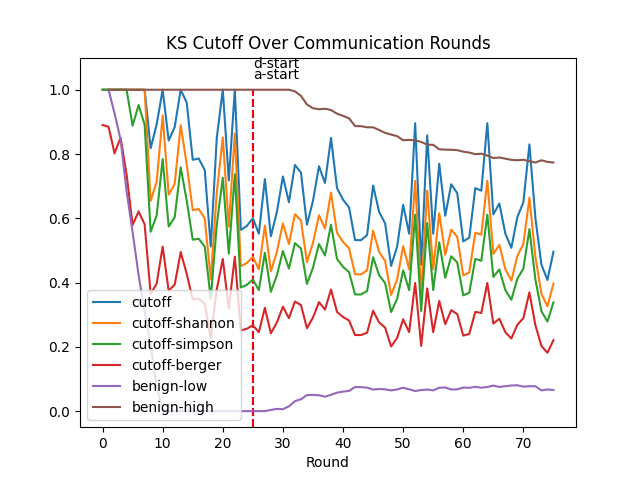 KS Cutoff Over Communication Rounds
d-start
a-start
1.0
0.8
0.6
0.4
0.2
0.0
cutoff
cutoff-shannon
cutoff-simpson
cutoff-berger
benign-low
benign-high
0 10 20 30 40 50 60 70
Round